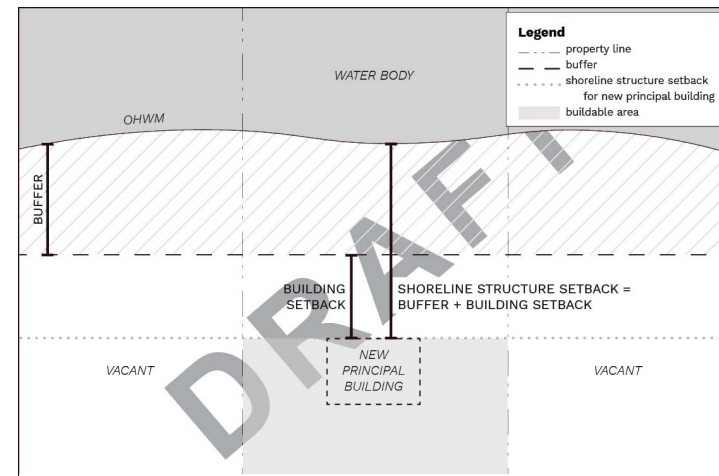 Legend
property line
buffer
shoreline structure setback
for new principal building
buildable area
WATER BODY
OHWM
BUFFER
BUILDING
SETBACK
SHORELINE STRUCTURE SETBACK =
BUFFER + BUILDING SETBACK
VACANT
NEW
PRINCIPAL
BUILDING
VACANT
DRAFT